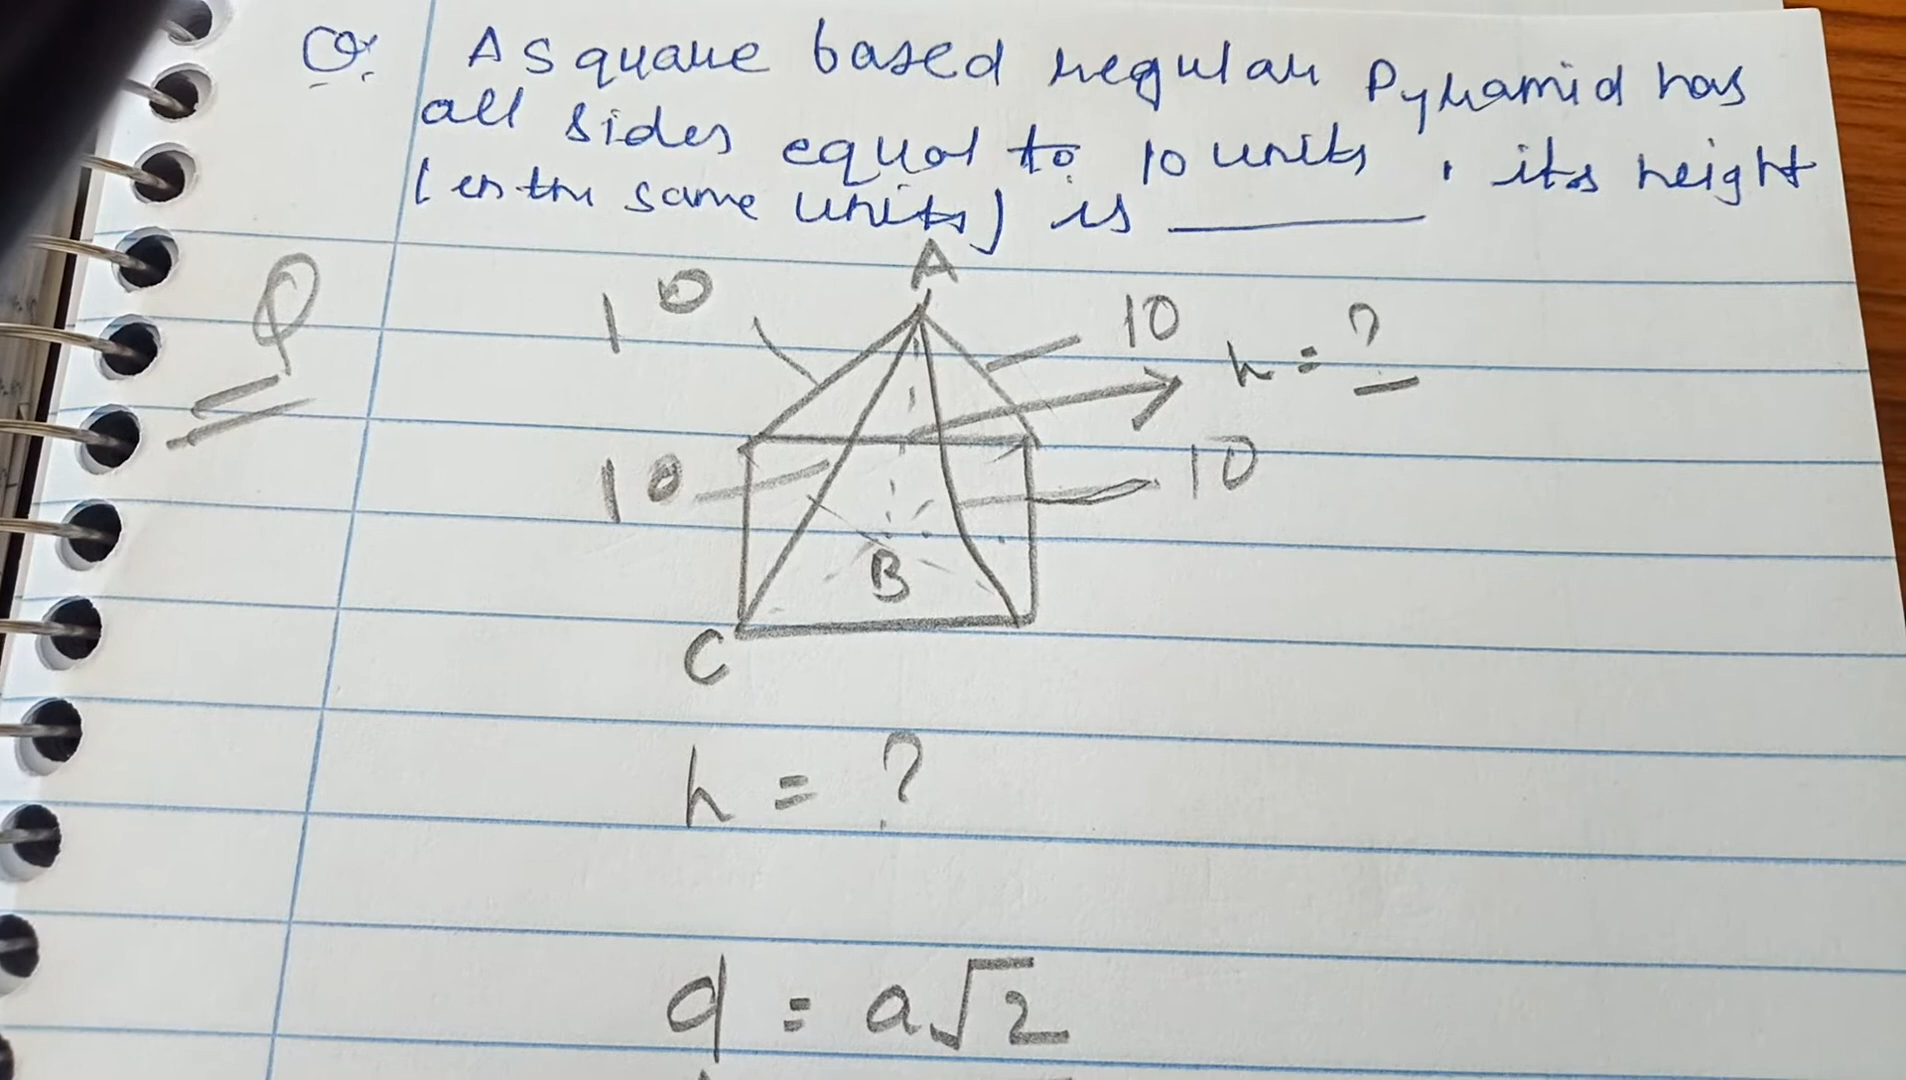 Q. A square based regular Pyramid has
all sides equal to 10 units, its height
(in the same units) is ______
A
10
10
h = ?
Q
10
10
B
C
h = ?
d = a√2